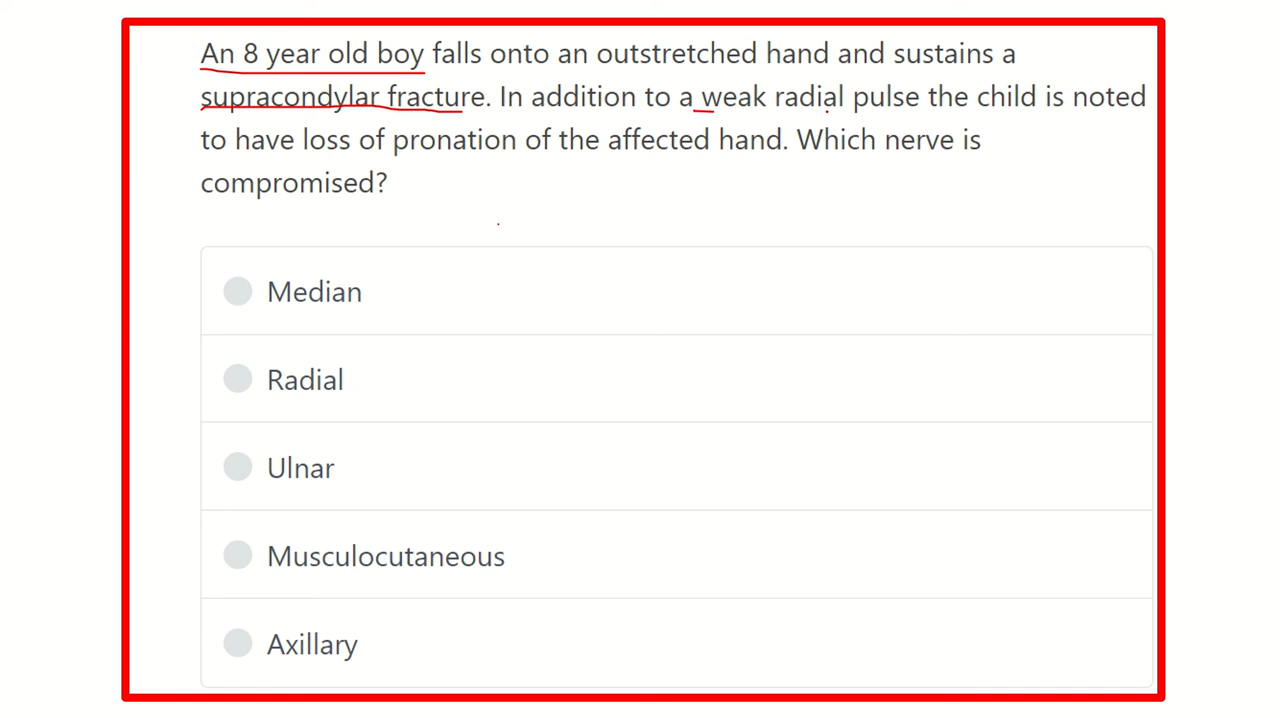 An 8 year old boy falls onto an outstretched hand and sustains a
supracondylar fracture. In addition to a weak radial pulse the child is noted
to have loss of pronation of the affected hand. Which nerve is
compromised?
Median
Radial
Ulnar
Musculocutaneous
Axillary